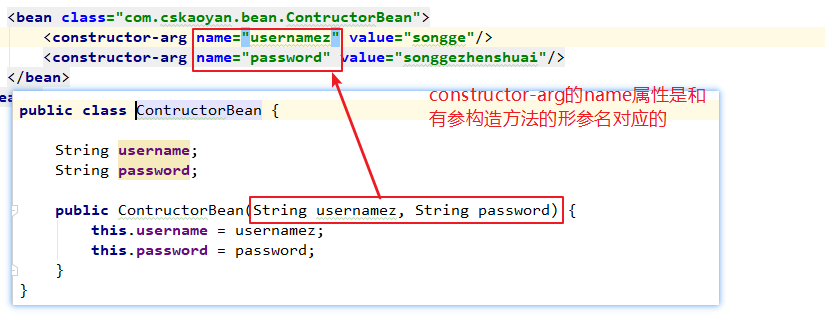 <bean class="com.cskaoyan.bean.ContructorBean">
<constructor-arg name="usernamez" value="songge"/>
<constructor-arg name="password" value="songgezhenshuai"/>
</bean>
public class ContructorBean {
constructor-arg的name属性是和
有参构造方法的形参名对应的
String username;
String password;
public ContructorBean(String usernamez, String password) {
this.username = usernamez;
this.password = password;
}
}